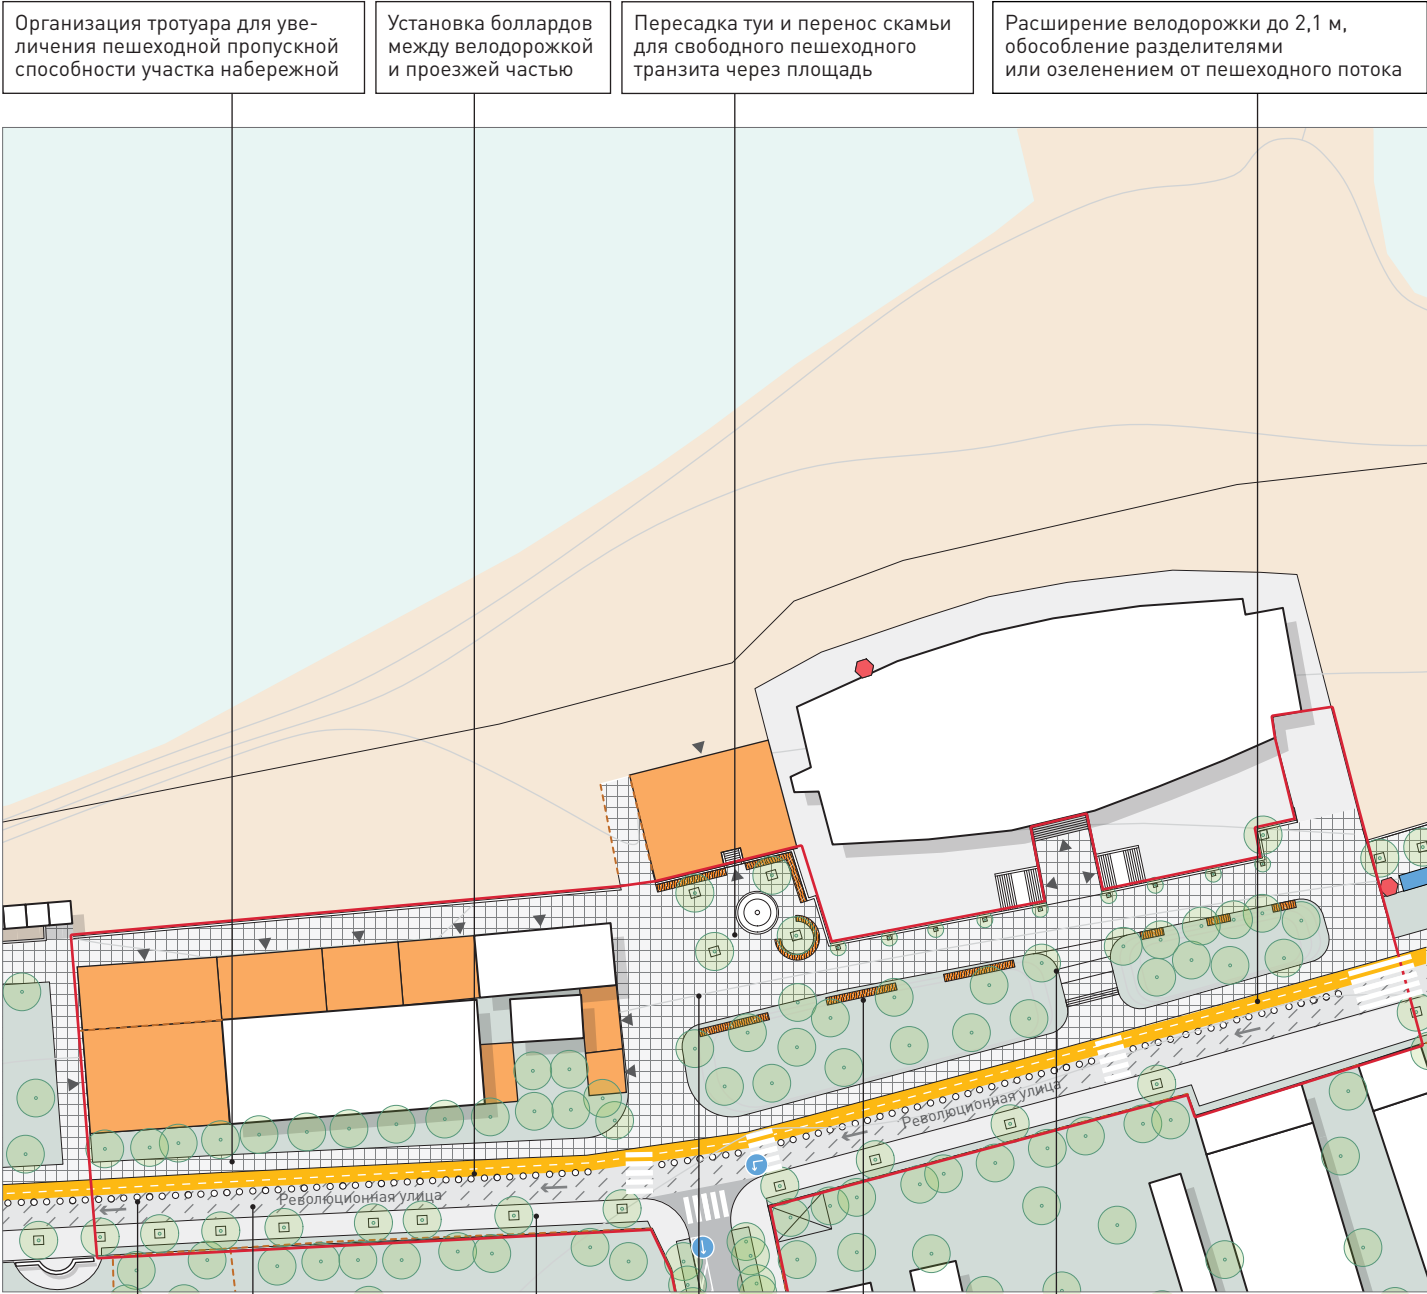 Организация тротуара для уве-
личения пешеходной пропускной
способности участка набережной
Установка боллардов
между велодорожкой
и проезжей частью
Пересадка туи и перенос скамьи
для свободного пешеходного
транзита через площадь
Расширение велодорожки до 2,1 м,
обособление разделителями
или озеленением от пешеходного потока
Революционная улица
Революционная улица